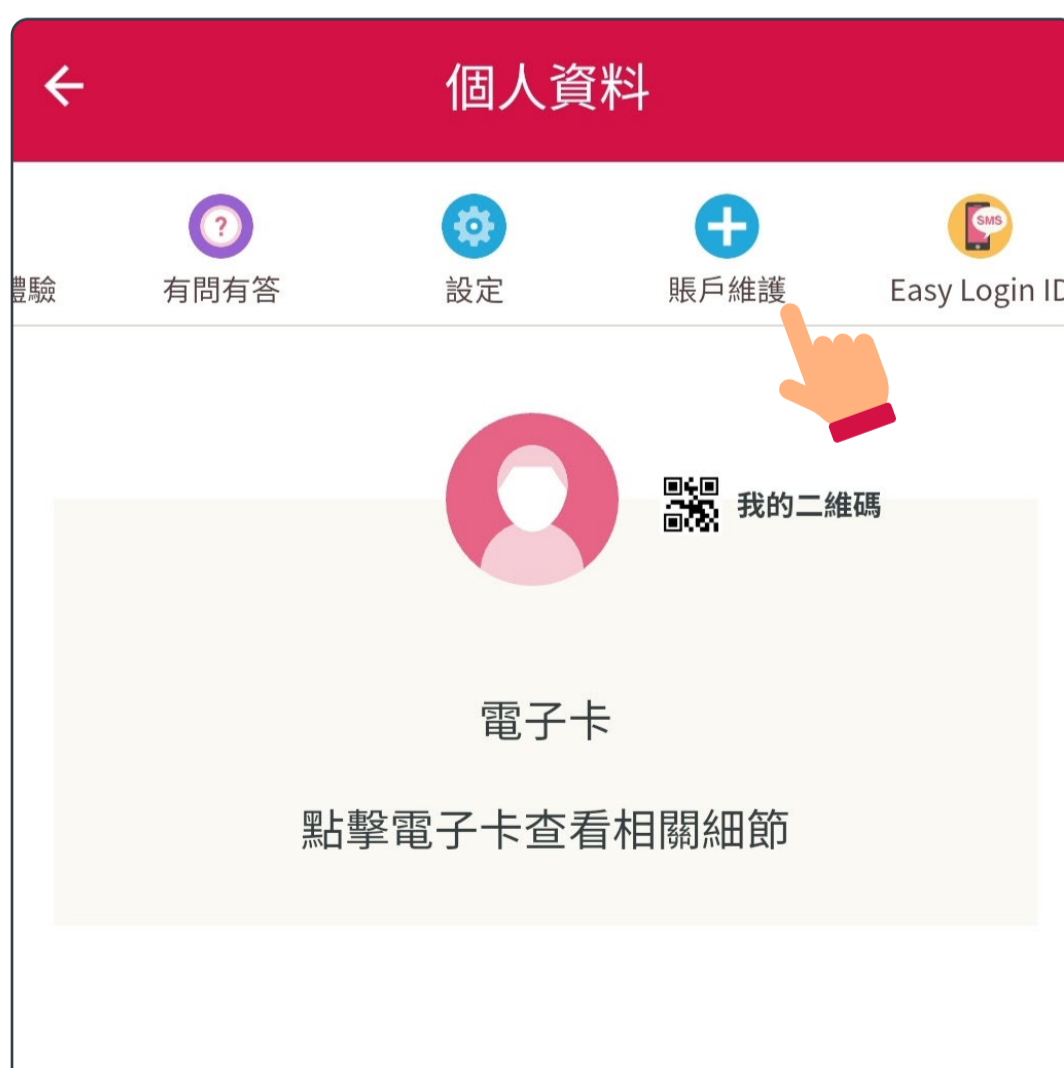 個人資料
體驗
有問有答
?
設定
賬戶維護
SMS
Easy Login ID
我的二維碼
電子卡
點擊電子卡查看相關細節